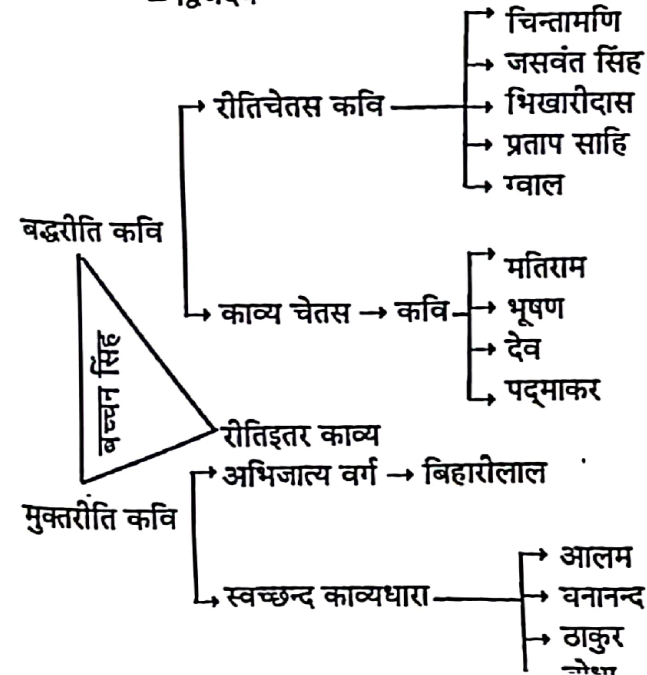 चिन्तामणि
जसवंत सिंह
रीतिचेतस कवि
भिखारीदास
प्रताप साहि
ग्वाल
बद्धरीति कवि
मतिराम
काव्य चेतस → कवि
भूषण
देव
पद्माकर
बच्चन सिंह
रीतिइतर काव्य
अभिजात्य वर्ग → बिहारीलाल
मुक्तरीति कवि
आलम
स्वच्छन्द काव्यधारा
घनानन्द
ठाकुर